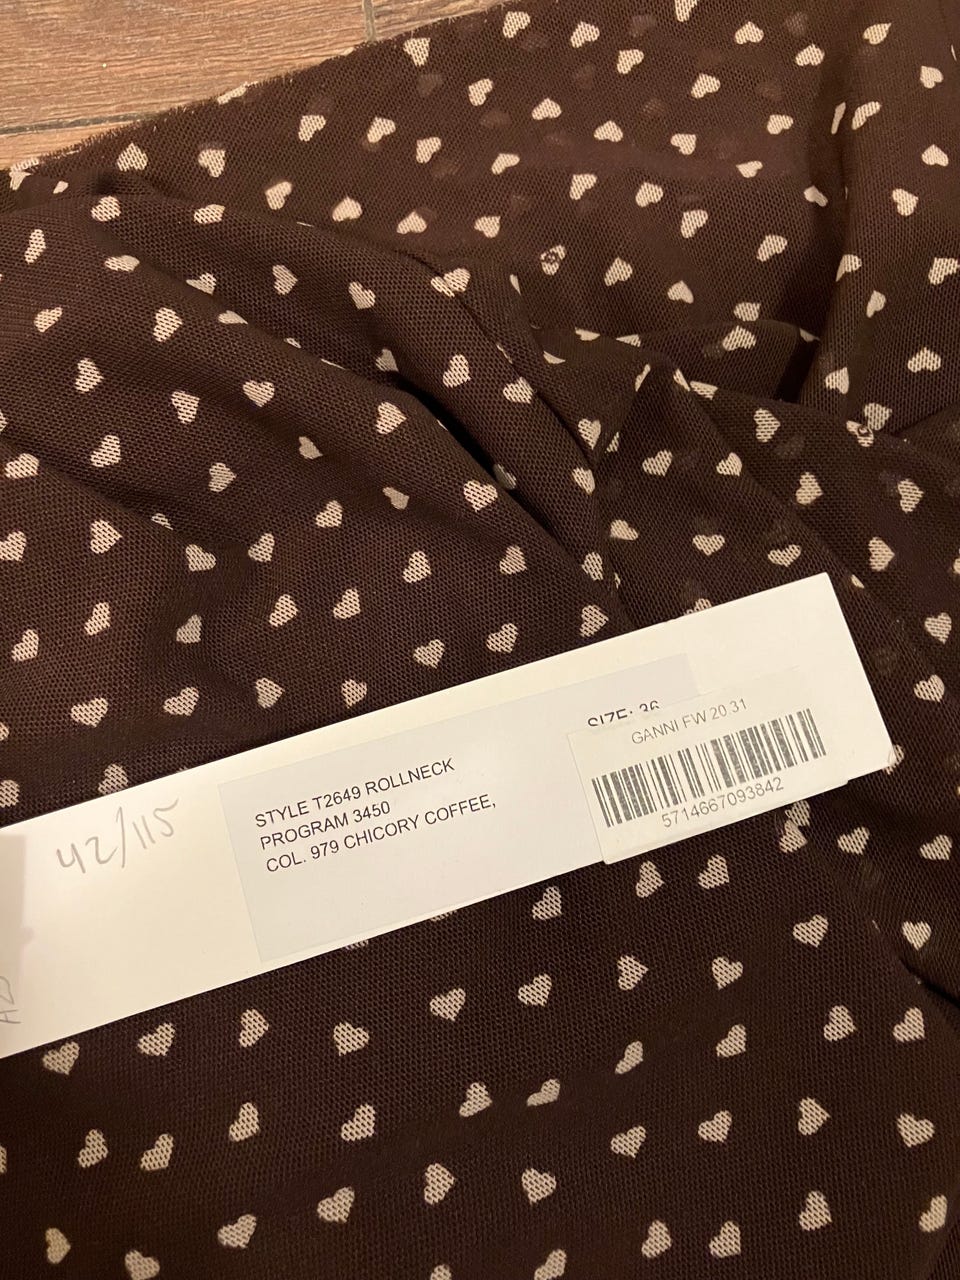 SIZE: 36
GANNI FW 20.31
5714667093842
STYLE T2649 ROLLNECK
PROGRAM 3450
COL. 979 CHICORY COFFEE,
42/115